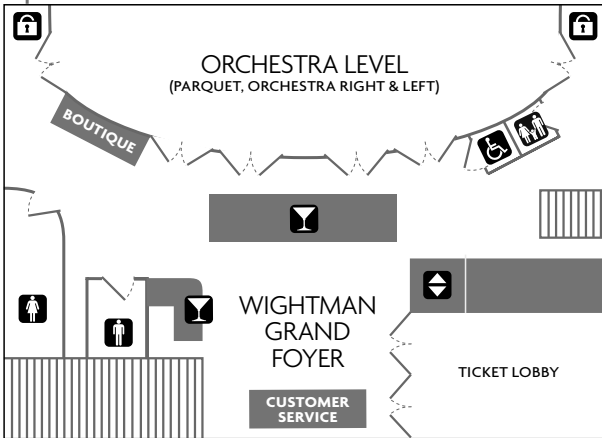 ORCHESTRA LEVEL
(PARQUET, ORCHESTRA RIGHT & LEFT)
BOUTIQUE
WIGHTMAN
GRAND
FOYER
TICKET LOBBY
CUSTOMER
SERVICE